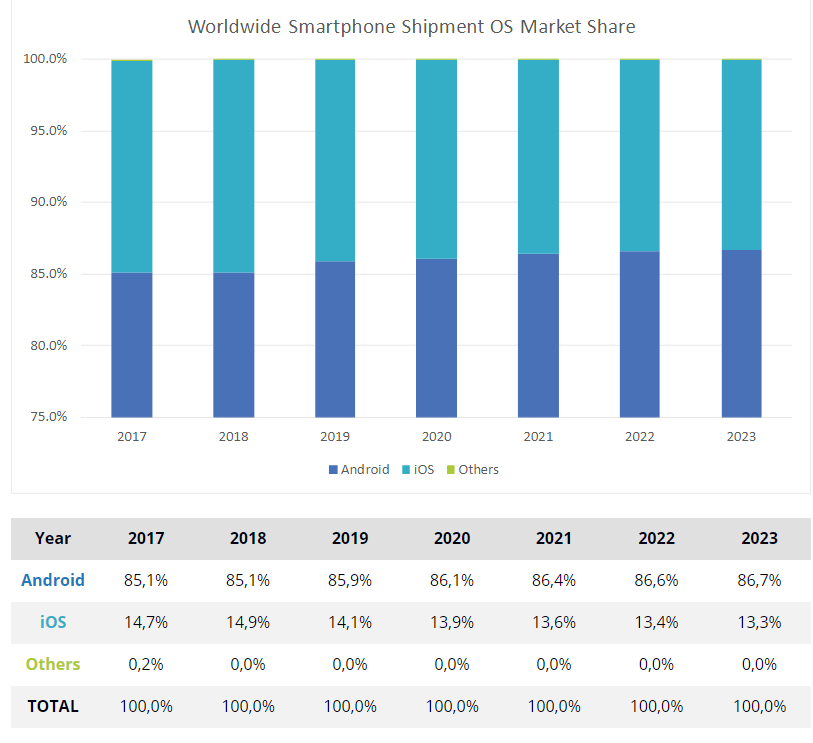 Worldwide Smartphone Shipment OS Market Share
100.0%
95.0%
90.0%
85.0%
80.0%
75.0%
2017 2018 2019 2020 2021 2022 2023
Android iOS Others
Year 2017 2018 2019 2020 2021 2022 2023
Android 85,1% 85,1% 85,9% 86,1% 86,4% 86,6% 86,7%
iOS 14,7% 14,9% 14,1% 13,9% 13,6% 13,4% 13,3%
Others 0,2% 0,0% 0,0% 0,0% 0,0% 0,0% 0,0%
TOTAL 100,0% 100,0% 100,0% 100,0% 100,0% 100,0% 100,0%